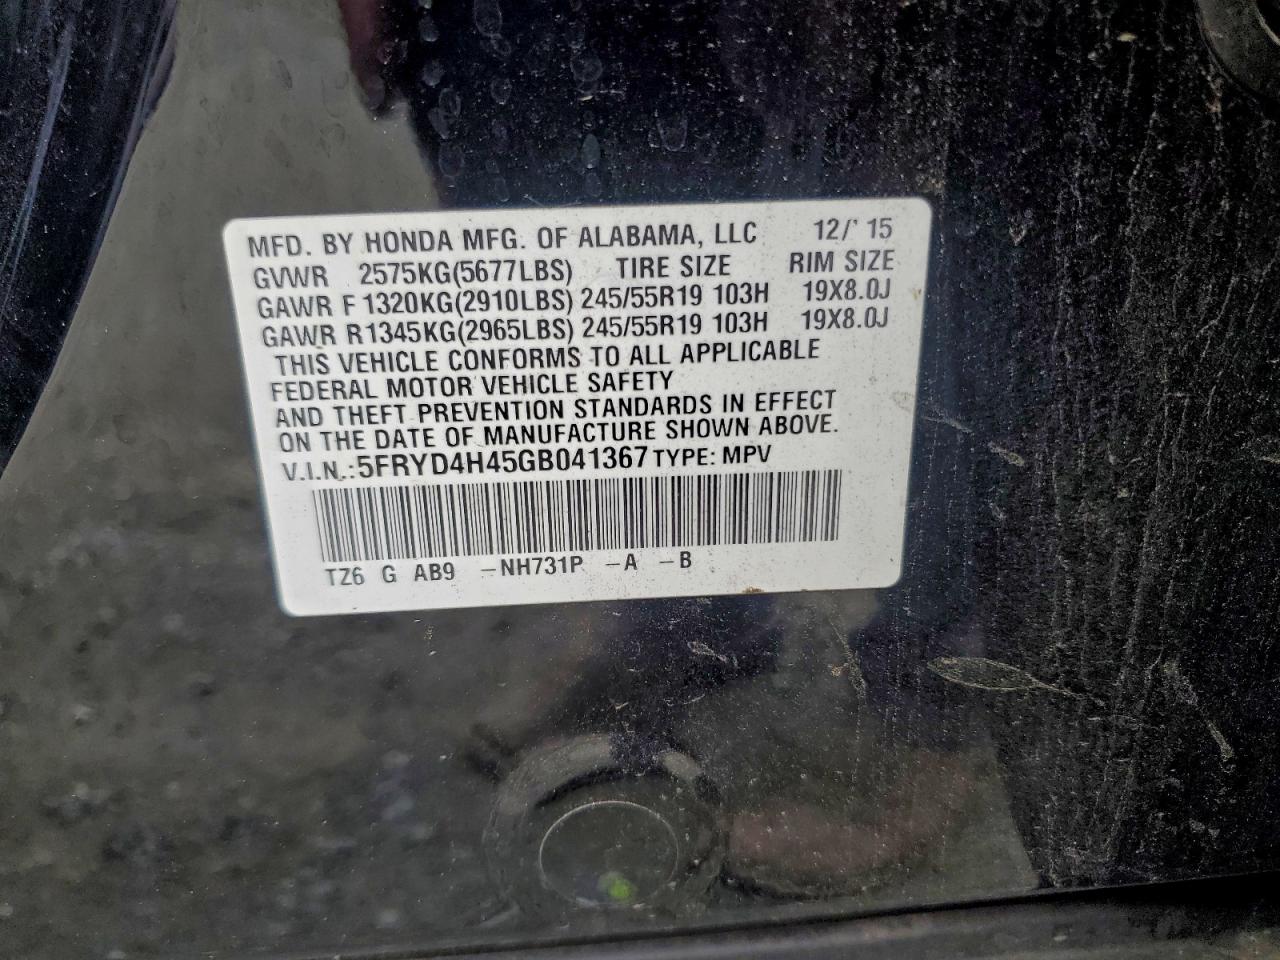 MFD. BY HONDA MFG. OF ALABAMA, LLC 12/' 15
GVWR 2575KG(5677LBS) TIRE SIZE RIM SIZE
GAWR F 1320KG(2910LBS) 245/55R19 103H 19X8.0J
GAWR R1345KG(2965LBS) 245/55R19 103H 19X8.0J
THIS VEHICLE CONFORMS TO ALL APPLICABLE
FEDERAL MOTOR VEHICLE SAFETY
AND THEFT PREVENTION STANDARDS IN EFFECT
ON THE DATE OF MANUFACTURE SHOWN ABOVE.
V.I.N.:5FRYD4H45GB041367 TYPE: MPV
TZ6 G AB9 –NH731P –A –B